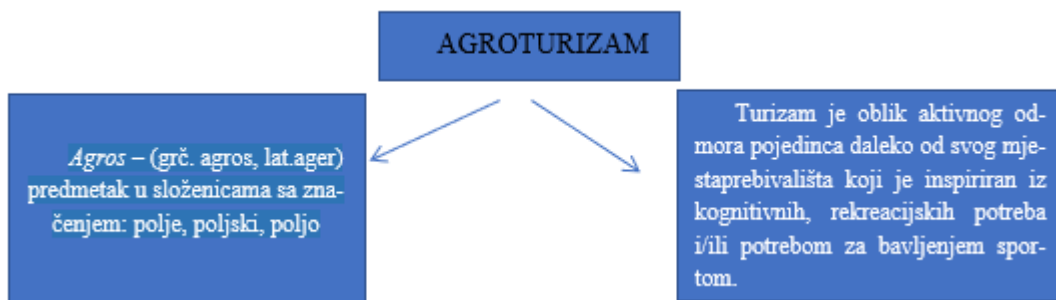 AGROTURIZAM
Agros – (grč. agros, lat.ager)
predmetak u složenicama sa zna-
čenjem: polje, poljski, poljo
Turizam je oblik aktivnog od-
mora pojedinca daleko od svog mje-
staprebivališta koji je inspiriran iz
kognitivnih, rekreacijskih potreba
i/ili potrebom za bavljenjem spor-
tom.